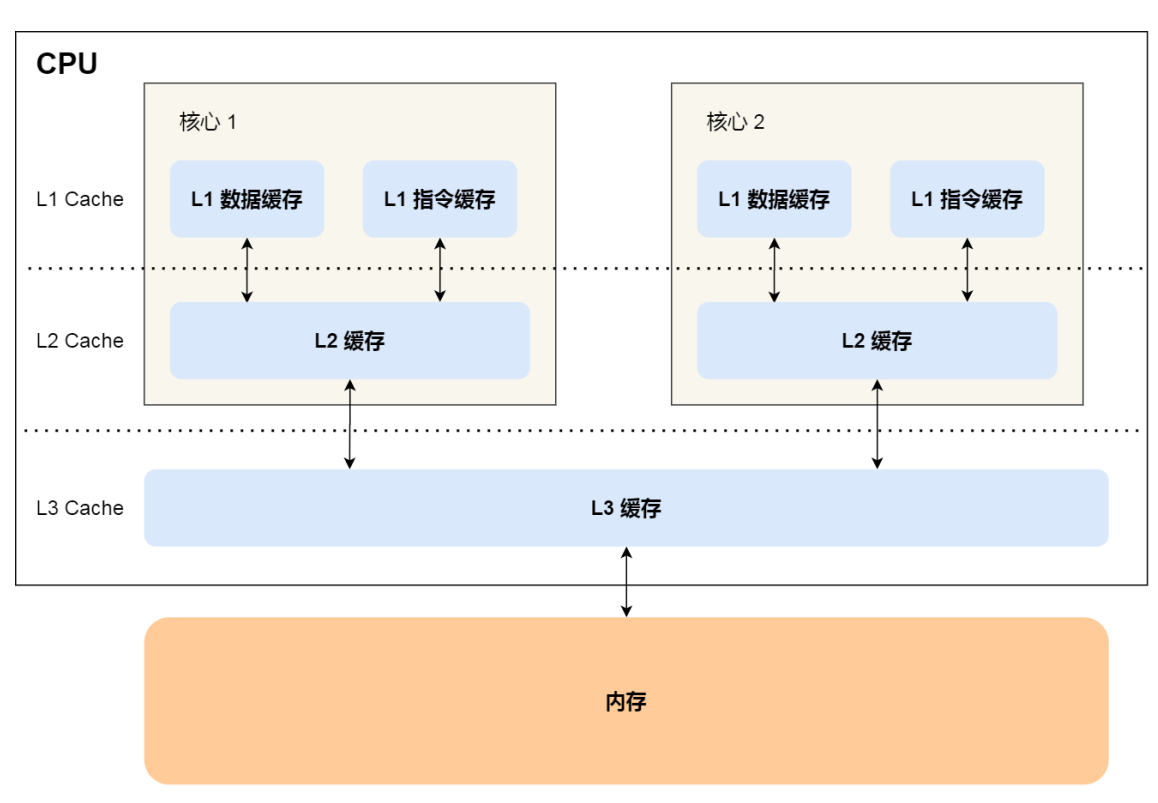 CPU
核心 1
核心 2
L1 Cache
L1 数据缓存
L1 指令缓存
L1 数据缓存
L1 指令缓存
L2 Cache
L2 缓存
L2 缓存
L3 Cache
L3 缓存
内存